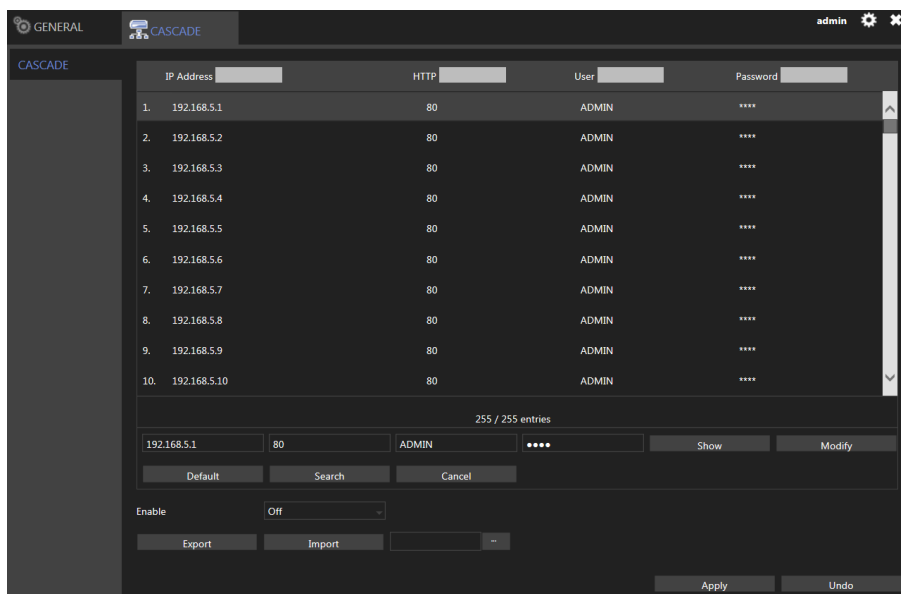 GENERAL CASCADE admin
CASCADE
IP Address HTTP User Password
1. 192.168.5.1 80 ADMIN ****
2. 192.168.5.2 80 ADMIN ****
3. 192.168.5.3 80 ADMIN ****
4. 192.168.5.4 80 ADMIN ****
5. 192.168.5.5 80 ADMIN ****
6. 192.168.5.6 80 ADMIN ****
7. 192.168.5.7 80 ADMIN ****
8. 192.168.5.8 80 ADMIN ****
9. 192.168.5.9 80 ADMIN ****
10. 192.168.5.10 80 ADMIN ****
255 / 255 entries
192.168.5.1 80 ADMIN •••• Show Modify
Default Search Cancel
Enable Off
Export Import ...
Apply Undo